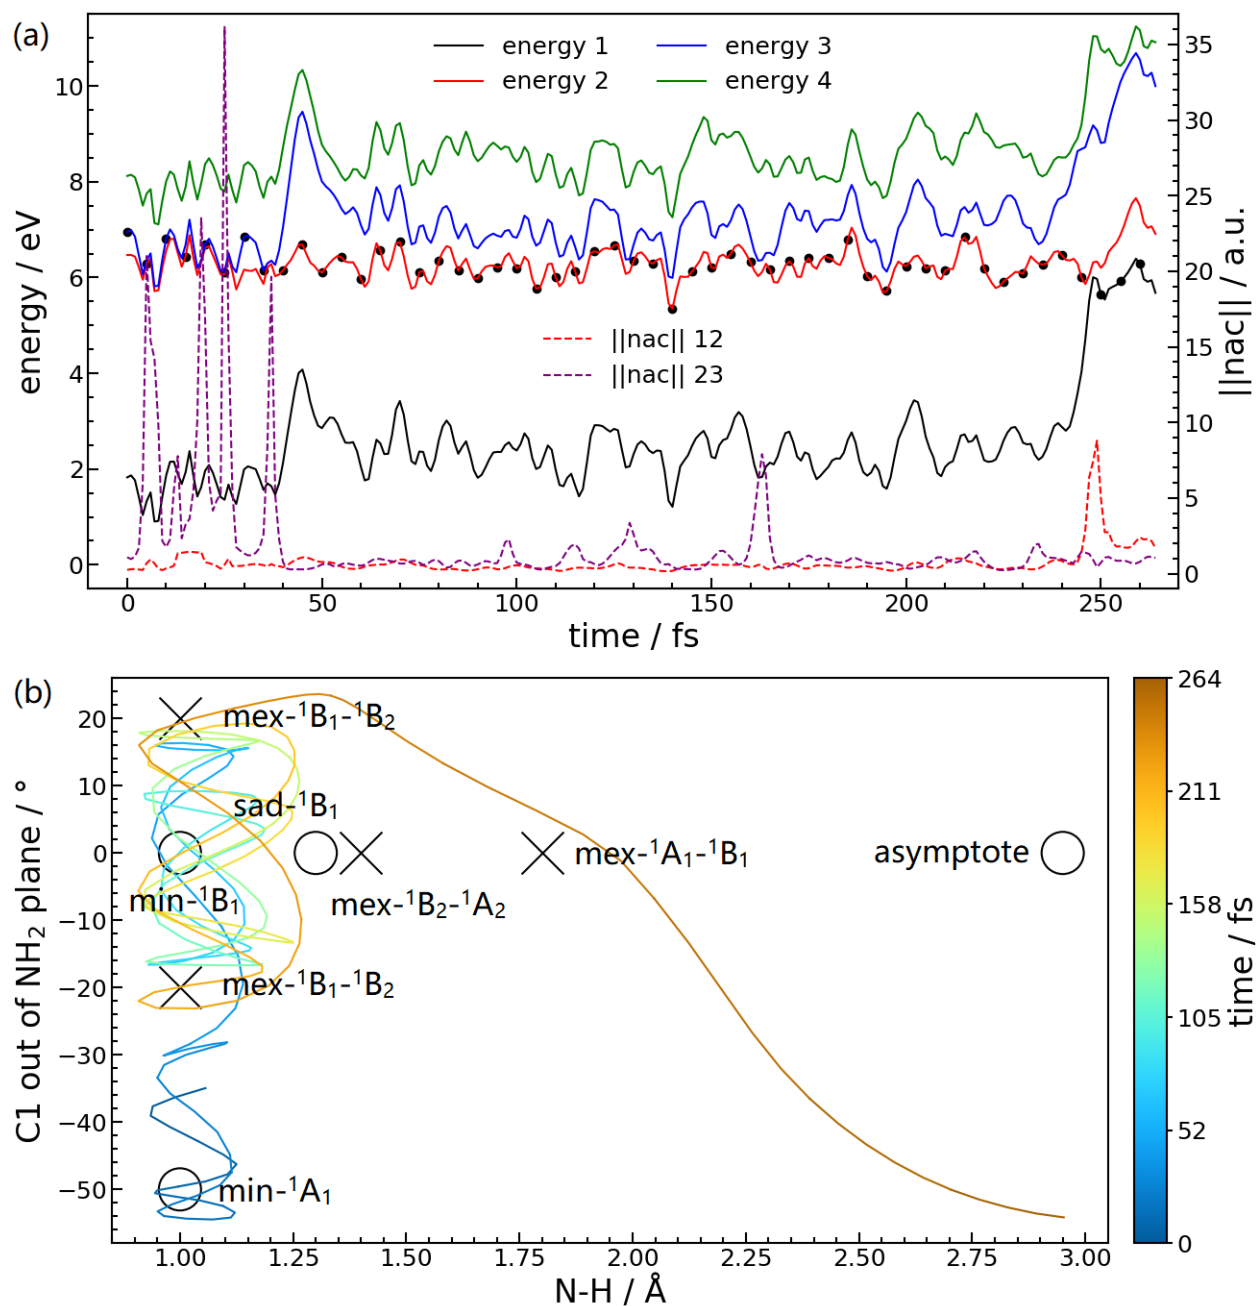 (a)
energy 1
energy 2
energy 3
energy 4
||nac|| 12
||nac|| 23
energy / eV
10
8
6
4
2
0
||nac|| / a.u.
35
30
25
20
15
10
5
0
0 50 100 150 200 250
time / fs
(b)
C1 out of NH₂ plane / °
20
10
0
−10
−20
−30
−40
−50
mex-¹B₁-¹B₂
sad-¹B₁
mex-¹A₁-¹B₁
asymptote
min-¹B₁
mex-¹B₂-¹A₂
mex-¹B₁-¹B₂
min-¹A₁
1.00 1.25 1.50 1.75 2.00 2.25 2.50 2.75 3.00
N-H / Å
264
211
158
105
52
0
time / fs